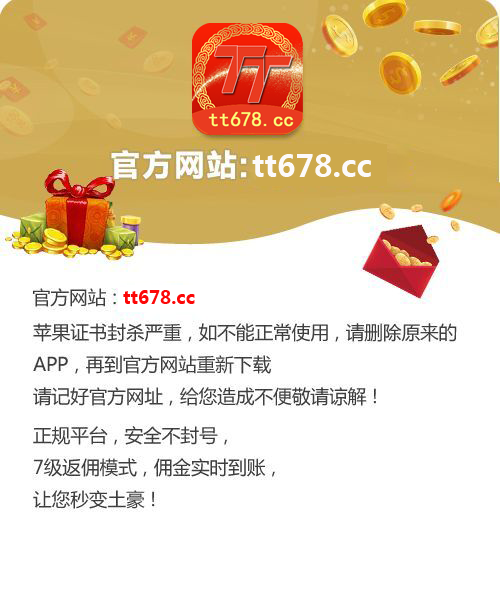 TT
tt678.cc
官方网站:tt678.cc
官方网站：tt678.cc
苹果证书封杀严重，如不能正常使用，请删除原来的
APP，再到官方网站重新下载
请记好官方网址，给您造成不便敬请谅解！
正规平台，安全不封号，
7级返佣模式，佣金实时到账，
让您秒变土豪！